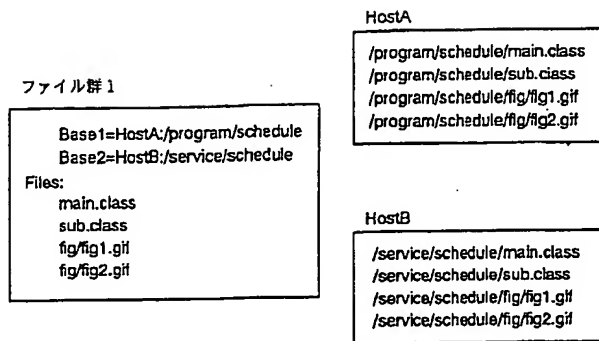 ファイル群1
Base1=HostA:/program/schedule
Base2=HostB:/service/schedule
Files:
main.class
sub.class
fig/fig1.gif
fig/fig2.gif
HostA
/program/schedule/main.class
/program/schedule/sub.class
/program/schedule/fig/fig1.gif
/program/schedule/fig/fig2.gif
HostB
/service/schedule/main.class
/service/schedule/sub.class
/service/schedule/fig/fig1.gif
/service/schedule/fig/fig2.gif